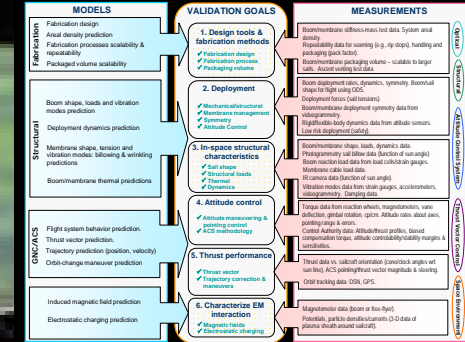 MODELS
VALIDATION GOALS
MEASUREMENTS
Fabrication
Fabrication design
Areal density prediction
Fabrication processes scalability &
repeatability
Packaged volume scalability
Structural
Boom shape, loads and vibration
modes prediction
Deployment dynamics prediction
Membrane shape, tension and
vibration modes: billowing & wrinkling
predictions
Boom/membrane thermal predictions
GNC/ACS
Flight system behavior prediction.
Thrust vector prediction.
Trajectory prediction (position, velocity)
Orbit-change maneuver prediction
Induced magnetic field prediction
Electrostatic charging prediction
1. Design tools &
fabrication methods
✓ Fabrication design
✓ Fabrication process
✓ Packaging volume
2. Deployment
✓ Mechanical/structural
✓ Membrane management
✓ Symmetry
✓ Attitude Control
3. In-space structural
characteristics
✓ Sail shape
✓ Structural loads
✓ Thermal
✓ Dynamics
4. Attitude control
✓ Attitude maneuvering &
pointing control
✓ ACS methodology
5. Thrust performance
✓ Thrust vector
✓ Trajectory correction &
maneuvers
6. Characterize EM
interaction
✓ Magnetic fields
✓ Electrostatic charging
Boom/membrane stiffness-mass test data. System areal
density.
Repeatability data for seaming (e.g. rip stops), handling and
packaging (pack factor).
Boom/membrane packaging volume – scalable to larger
sails. Ascent venting test data.
Boom deployment rates, dynamics, symmetry. Boom/sail
shape for flight using ODS.
Deployment forces (sail tensions)
Boom/membrane deployment symmetry data from
videogrammetry.
Rigid/flexible-body dynamics data from attitude sensors.
Low risk deployment (safety).
Boom/membrane shape, loads, dynamics data.
Photogrammetry sail billow data (function of sun angle)
Boom reaction load data from load cells/strain gauges.
Membrane cable load data.
IR camera data (function of sun angle).
Vibration modes data from strain gauges, accelerometers,
videogrammetry. Damping data.
Torque data from reaction wheels, magnetometers, vane
deflection, gimbal rotation, cp/cm. Attitude rates about axes,
pointing range & errors.
Control Authority data: Attitude/thrust profiles, biased
compensation torque, attitude controllability/stability margins &
sensitivities.
Thrust data vs. sailcraft orientation (cone/clock angles wrt
sun line). ACS pointing/thrust vector magnitude & steering.
Orbit tracking data: DSN, GPS.
Magnetometer data (boom or free-flyer).
Potentials, particle densities/currents (3-D data of
plasma sheath around sailcraft).
Optical
Structural
Attitude Control System
Thrust Vector Control
Space Environment